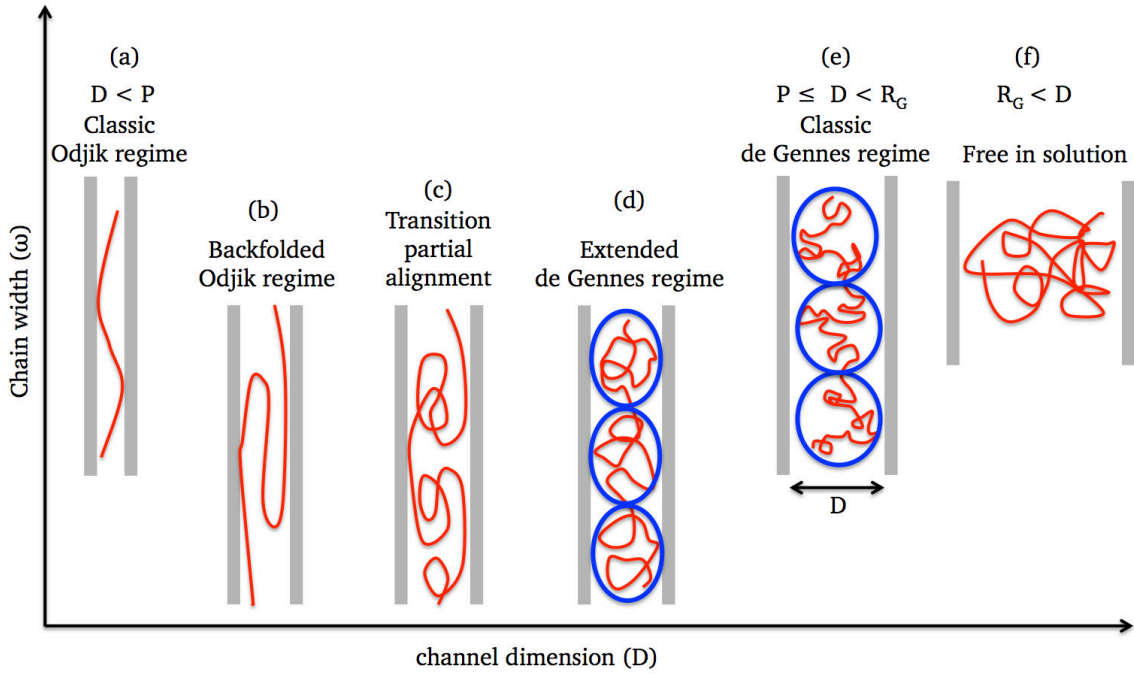 (a)
D < P
Classic
Odjik regime
(b)
Backfolded
Odjik regime
(c)
Transition
partial
alignment
(d)
Extended
de Gennes regime
(e)
P ≤ D < R_G
Classic
de Gennes regime
D
(f)
R_G < D
Free in solution
Chain width (ω)
channel dimension (D)